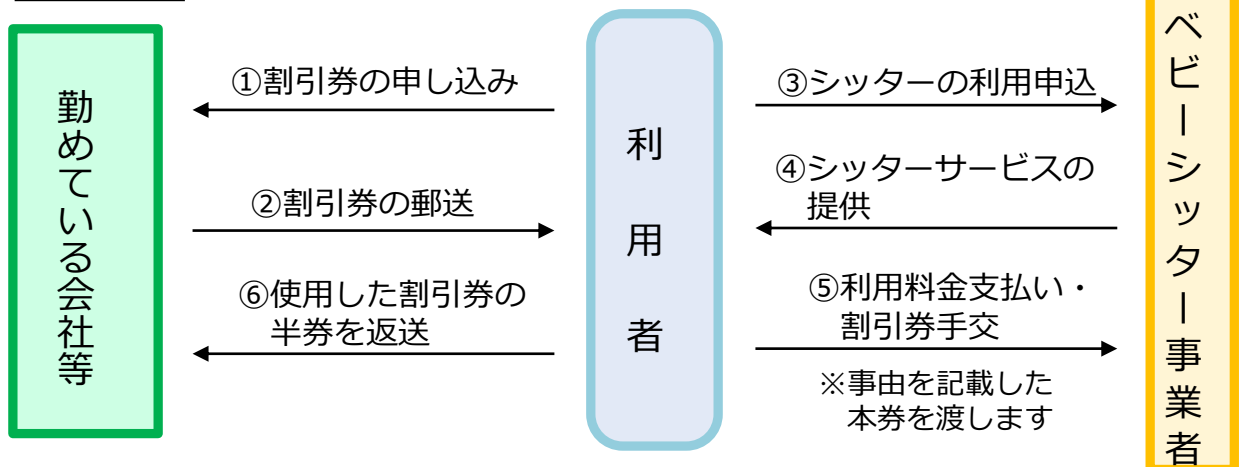 勤めている会社等
①割引券の申し込み
②割引券の郵送
⑥使用した割引券の
半券を返送
利用者
③シッターの利用申込
④シッターサービスの
提供
⑤利用料金支払い・
割引券手交
※事由を記載した
本券を渡します
ベビーシッター事業者